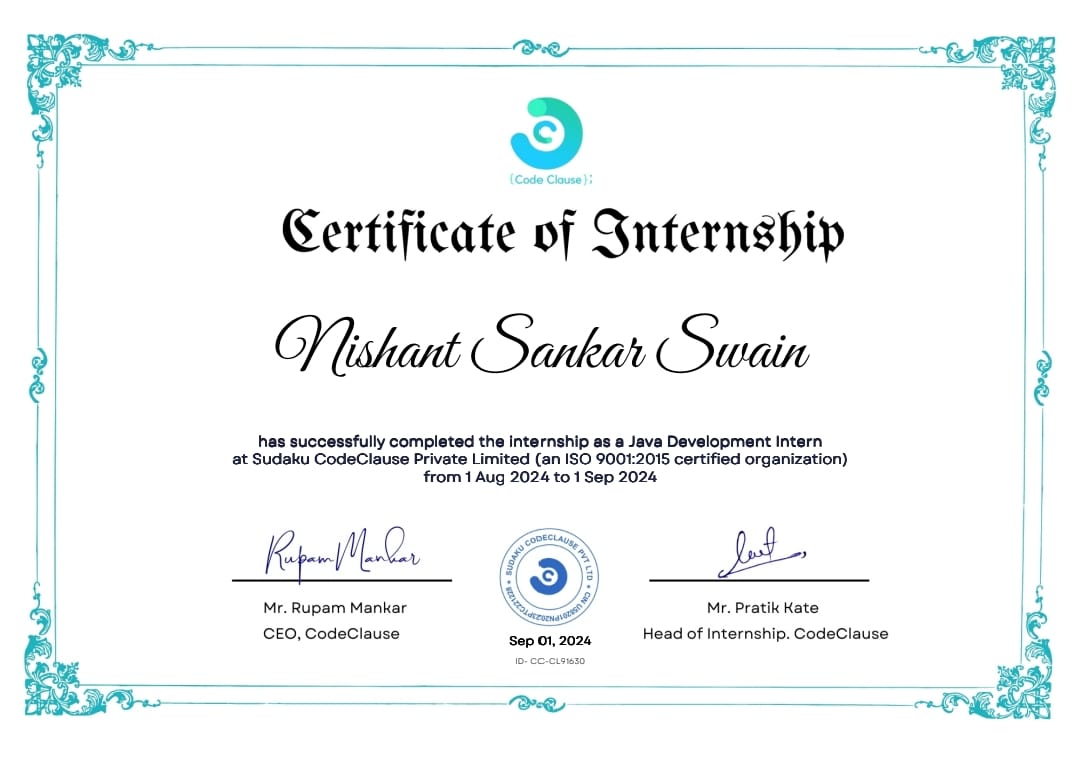 {Code Clause};
Certificate of Internship
Nishant Sankar Swain
has successfully completed the internship as a Java Development Intern
at Sudaku CodeClause Private Limited (an ISO 9001:2015 certified organization)
from 1 Aug 2024 to 1 Sep 2024
Rupam Mankar
SUDAKU CODECLAUSE PVT LTD
Mr. Rupam Mankar
Mr. Pratik Kate
CEO, CodeClause
Head of Internship. CodeClause
Sep 01, 2024
ID- CC-CL91630